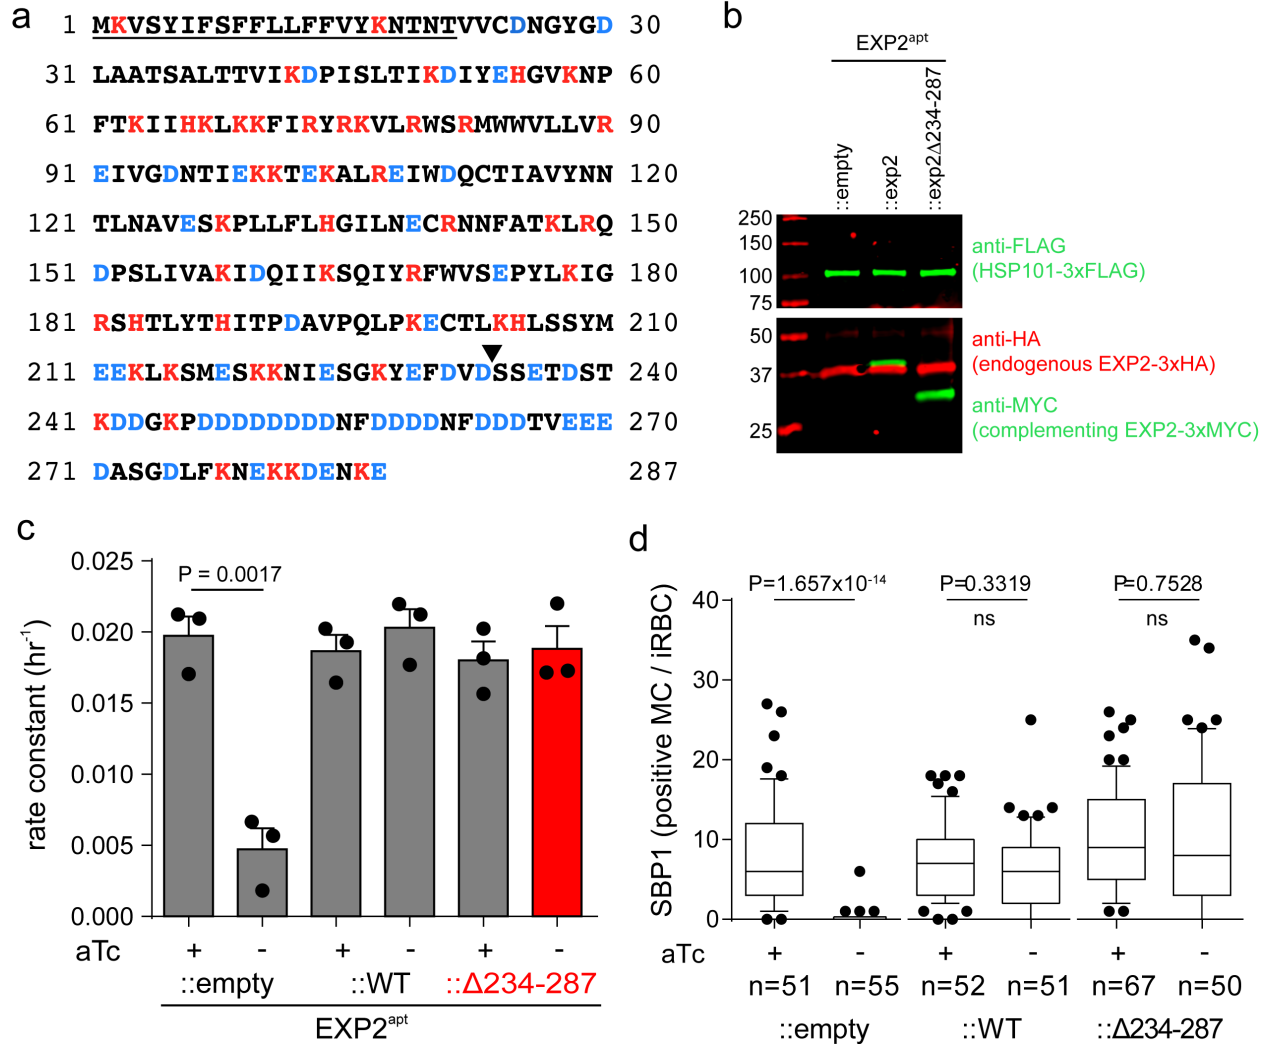 a
1 MKVSYIFSFFLLFFVYKNTNTVVCDNGYGD 30
31 LAATSALTTVIKDPISLTIKDIYEHGVKNP 60
61 FTKIIHKLKKFIRYRKVLRWSRMWWVLLVR 90
91 EIVGDNTIEKKTEKALREIWDQCTIAVYNN 120
121 TLNAVESKPLLFLHGILNECRNNFATKLRQ 150
151 DPSLIVAKIDQIIKSQIYRFWVSEPYLKIG 180
181 RSHTLYTHITPDAVPQLPKECTLKHLSSYM 210
211 EEKLKSMESKKNIESGKYEFDVDSSETDST 240
241 KDDGKPDDDDDDDDNFDDDDNFDDDTVEEE 270
271 DASGDLFKNEKKDENKE 287
b
EXP2apt
::empty
::exp2
::exp2Δ234-287
250
150
100
75
anti-FLAG
(HSP101-3xFLAG)
50
37
25
anti-HA
(endogenous EXP2-3xHA)
anti-MYC
(complementing EXP2-3xMYC)
c
rate constant (hr-1)
0.025
0.020
0.015
0.010
0.005
0.000
P = 0.0017
aTc + - + - + -
::empty ::WT ::Δ234-287
EXP2apt
d
SBP1 (positive MC / iRBC)
40
30
20
10
0
P=1.657x10-14 P=0.3319 P=0.7528
ns ns
aTc + - + - + -
n=51 n=55 n=52 n=51 n=67 n=50
::empty ::WT ::Δ234-287